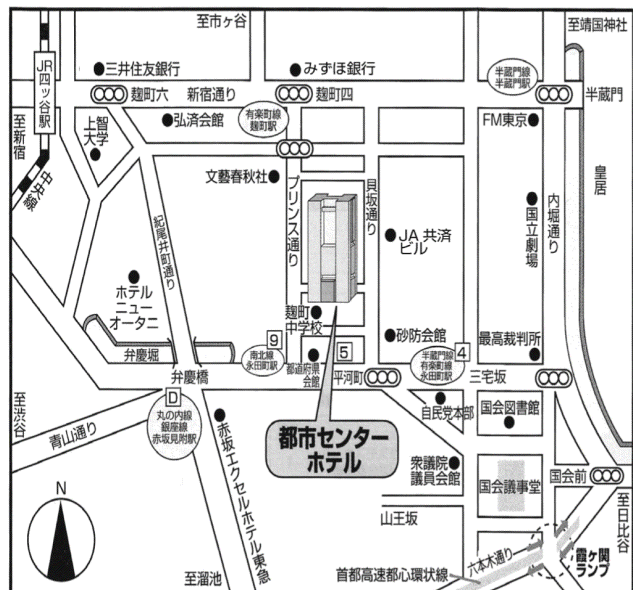 至市ヶ谷
至靖国神社
JR四ッ谷駅
三井住友銀行
みずほ銀行
半蔵門線
半蔵門駅
麹町六
新宿通り
麹町四
半蔵門
至新宿
上智
大学
弘済会館
有楽町線
麹町駅
FM東京
中央線
文藝春秋社
プリンス通り
貝坂通り
皇居
紀尾井町通り
JA 共済
ビル
国立劇場
内堀通り
ホテル
ニュー
オータニ
麹町
中学校
砂防会館
最高裁判所
弁慶堀
9
南北線
永田町駅
都道府県
会館
5
半蔵門線
有楽町線
永田町駅
4
弁慶橋
平河町
三宅坂
至渋谷
D
丸の内線
銀座線
赤坂見附駅
自民党本部
国会図書館
青山通り
赤坂エクセルホテル東急
都市センター
ホテル
衆議院
議員会館
国会議事堂
国会前
山王坂
至日比谷
N
至溜池
首都高速都心環状線
六本木通り
霞ヶ関
ランプ